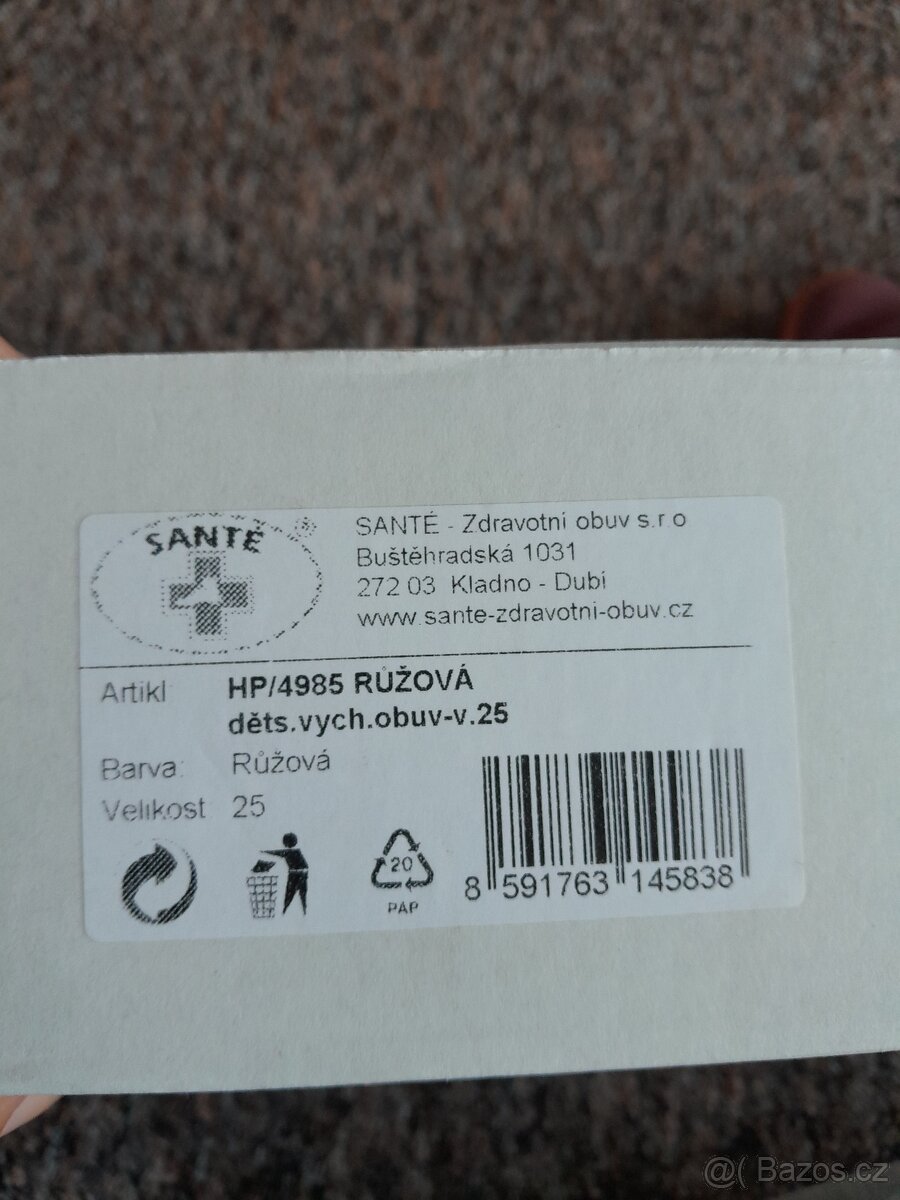 SANTÉ
®
SANTÉ - Zdravotní obuv s.r.o
Buštěhradská 1031
272 03 Kladno - Dubí
www.sante-zdravotni-obuv.cz
Artikl HP/4985 RŮŽOVÁ
děts.vych.obuv-v.25
Barva: Růžová
Velikost 25
20
PAP
8 591763 145838
@( Bazos.cz